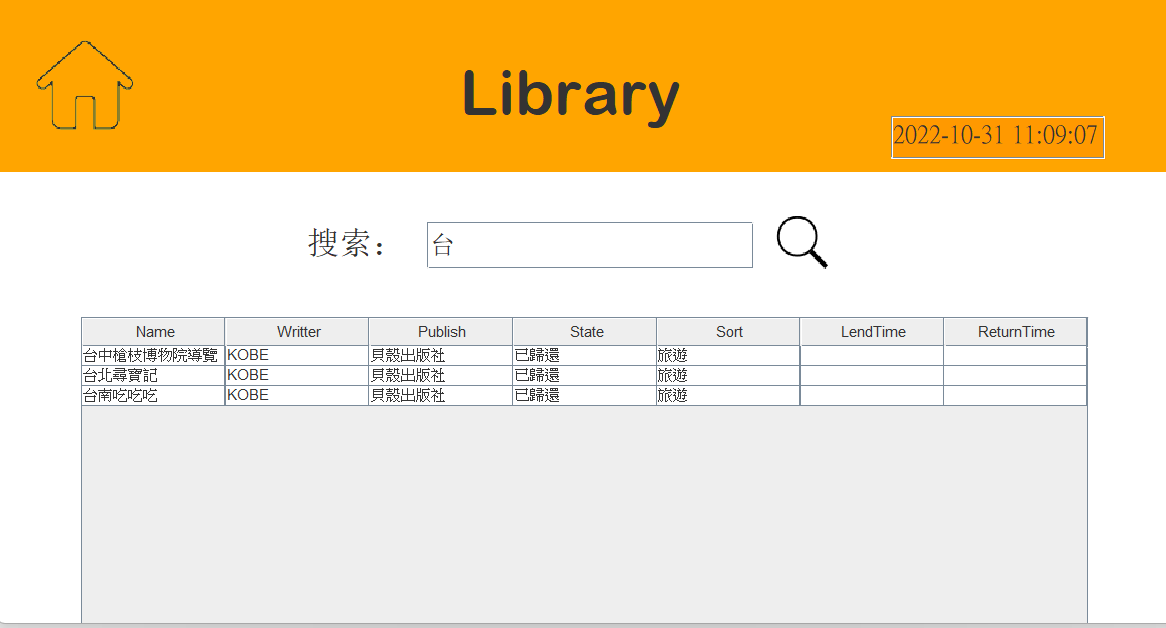 Library
2022-10-31 11:09:07
搜索：
台
Name Writter Publish State Sort LendTime ReturnTime
台中槍枝博物院導覽 KOBE 貝殼出版社 已歸還 旅遊
台北尋寶記 KOBE 貝殼出版社 已歸還 旅遊
台南吃吃吃 KOBE 貝殼出版社 已歸還 旅遊